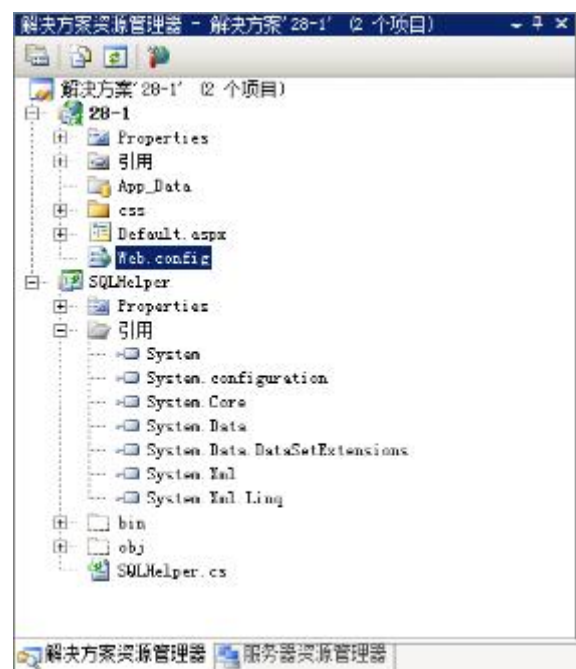 解决方案资源管理器 - 解决方案'28-1' (2 个项目)
解决方案'28-1' (2 个项目)
28-1
Properties
引用
App_Data
css
Default.aspx
Web.config
SQLHelper
Properties
引用
System
System.configuration
System.Core
System.Data
System.Data.DataSetExtensions
System.Xml
System.Xml.Linq
bin
obj
SQLHelper.cs
解决方案资源管理器 服务器资源管理器